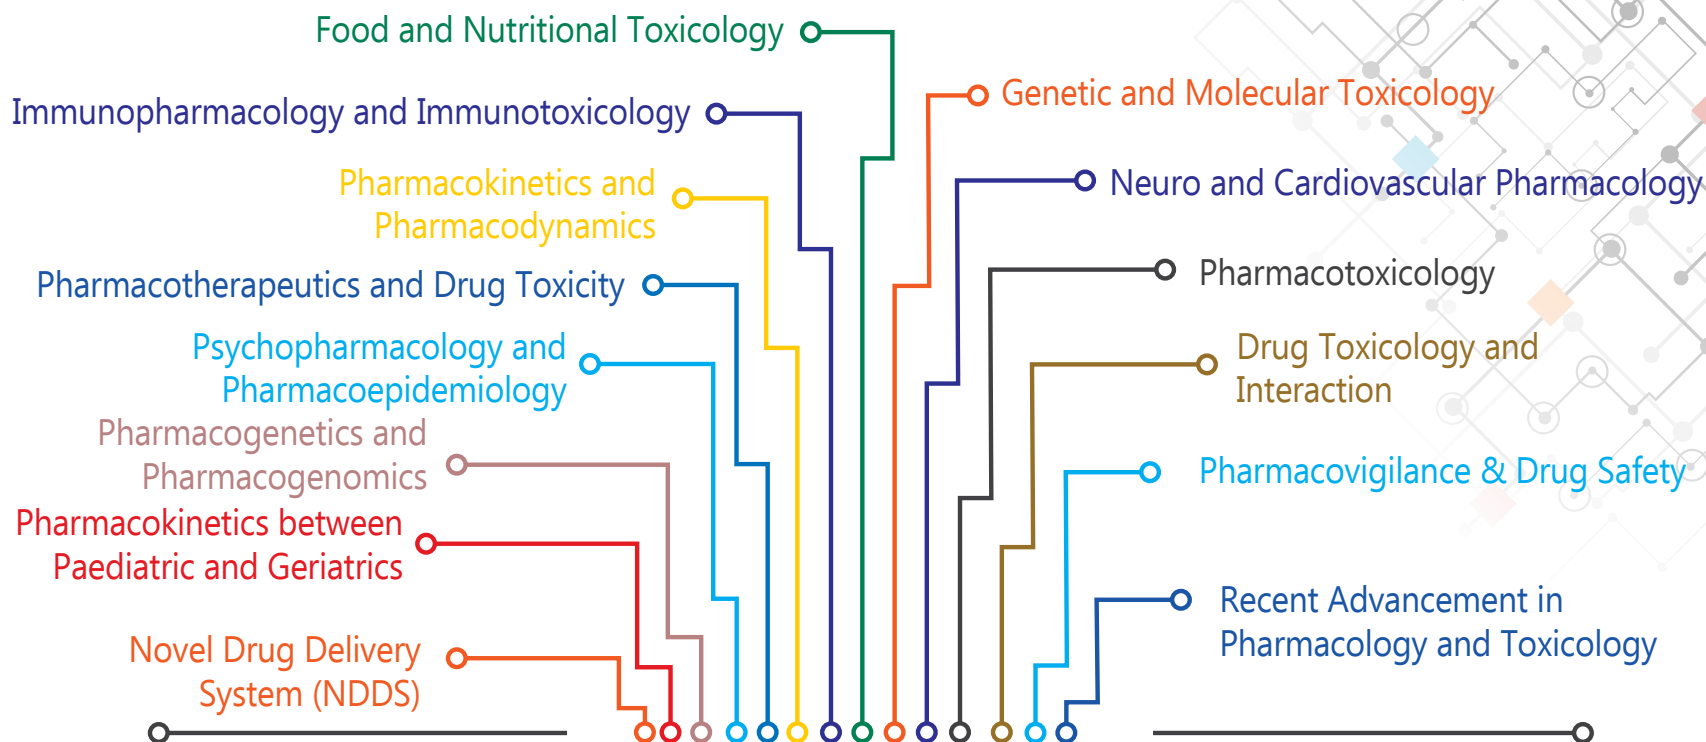 Food and Nutritional Toxicology
Immunopharmacology and Immunotoxicology
Pharmacokinetics and
Pharmacodynamics
Pharmacotherapeutics and Drug Toxicity
Psychopharmacology and
Pharmacoepidemiology
Pharmacogenetics and
Pharmacogenomics
Pharmacokinetics between
Paediatric and Geriatrics
Novel Drug Delivery
System (NDDS)
Genetic and Molecular Toxicology
Neuro and Cardiovascular Pharmacology
Pharmacotoxicology
Drug Toxicology and
Interaction
Pharmacovigilance & Drug Safety
Recent Advancement in
Pharmacology and Toxicology